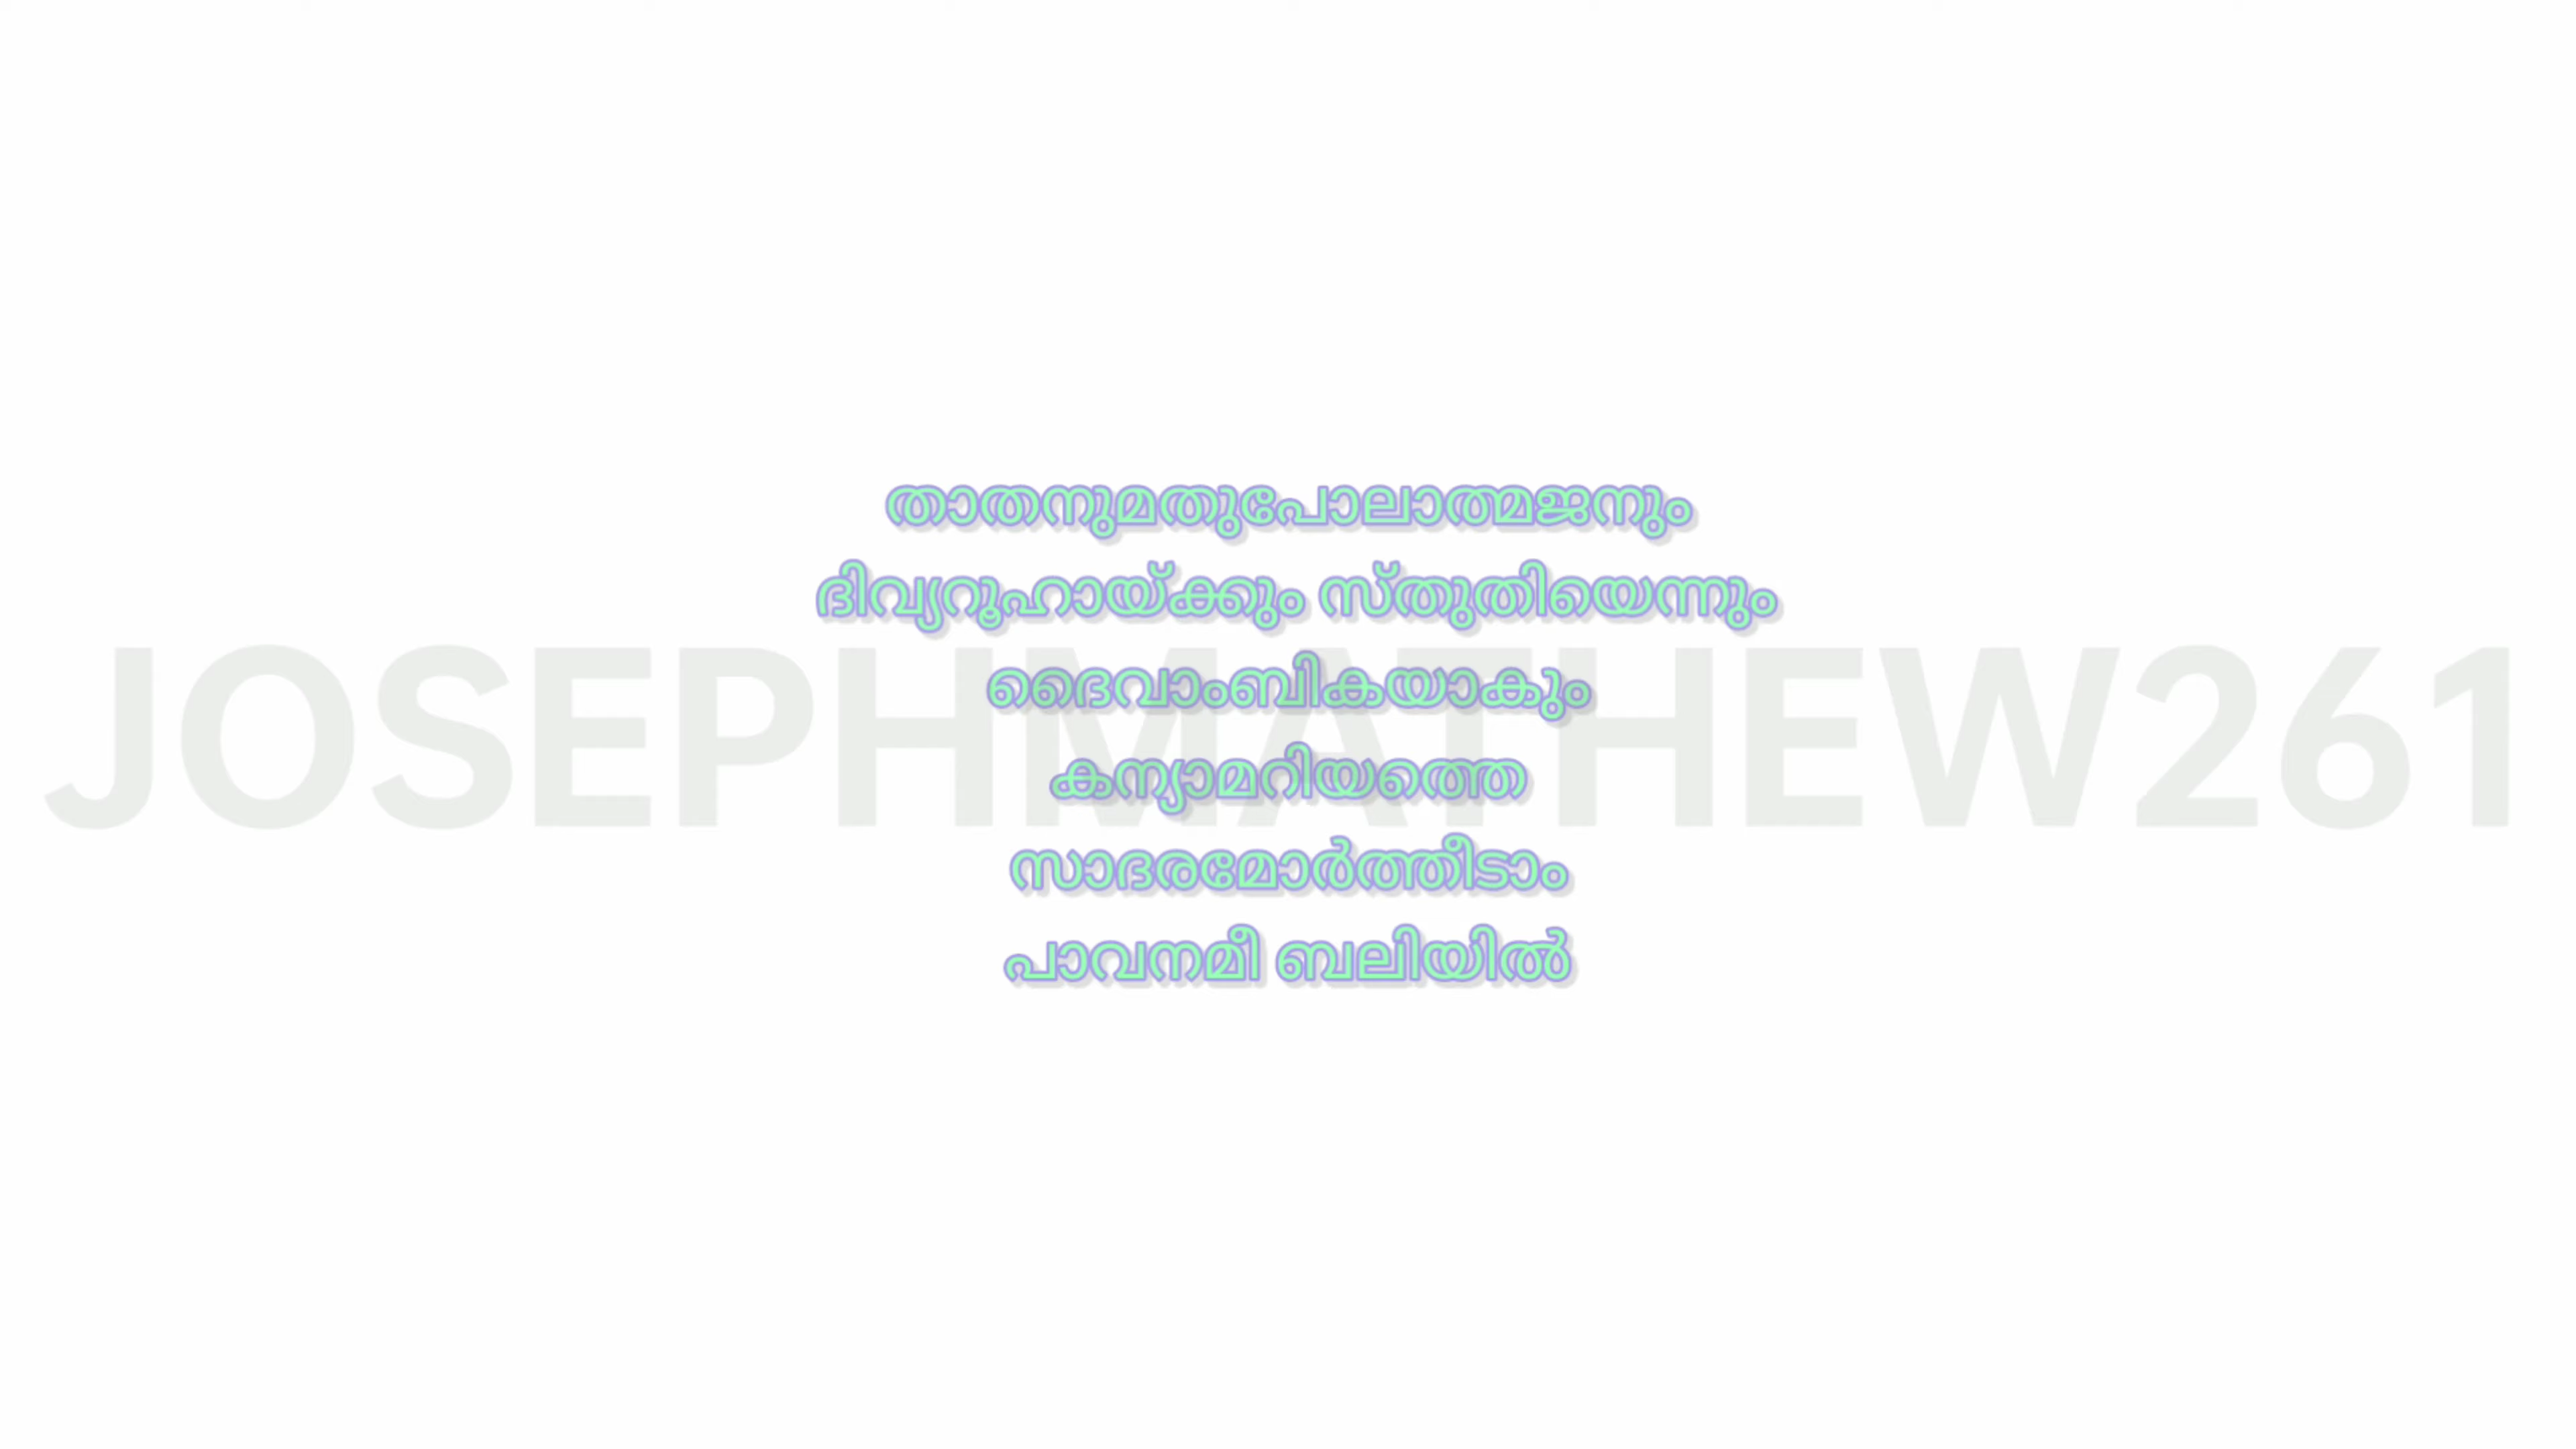 താതനുമതുപോലാത്മജനും
ദിവ്യറൂഹായ്ക്കും സ്തുതിയെന്നും
ദൈവാംബികയാകും
JOSEPHMATHEW261
കന്യാമറിയത്തെ
സാദരമോർത്തീടാം
പാവനമീ ബലിയിൽ